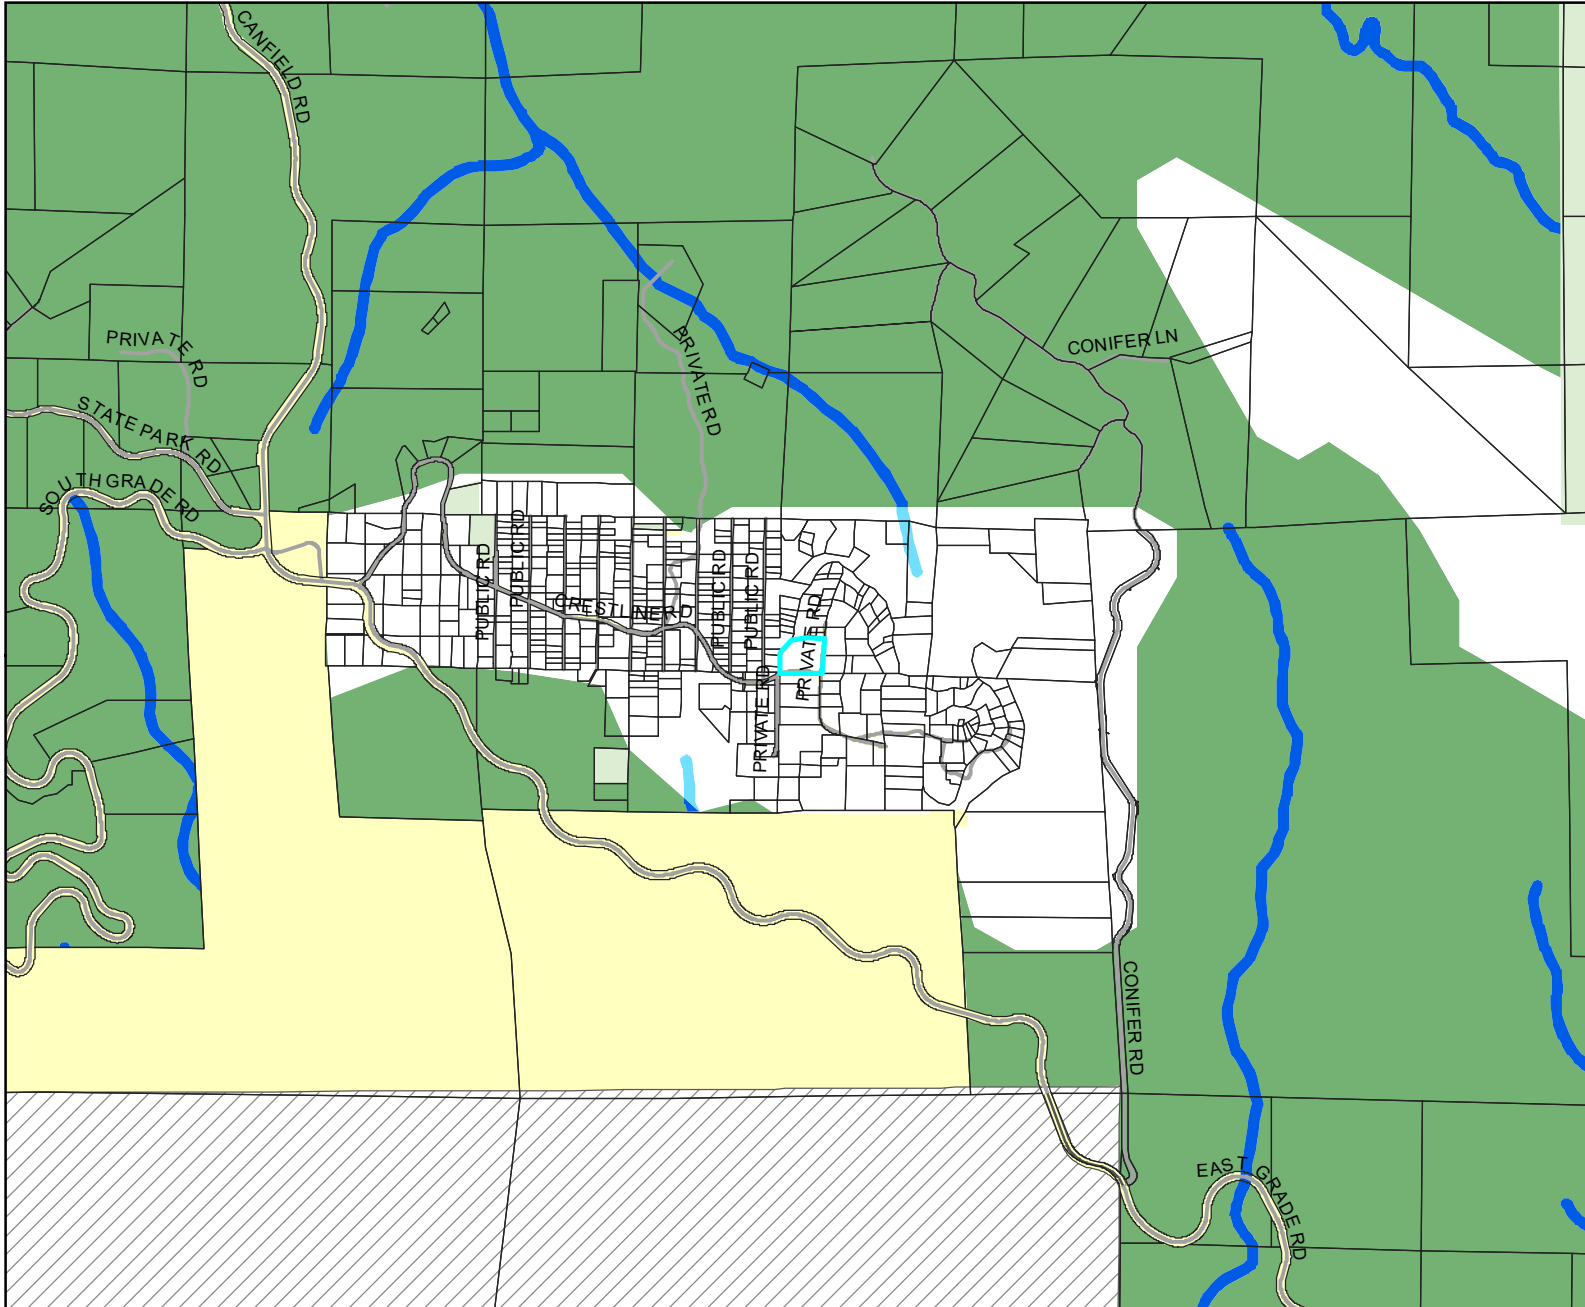 CANFIELD RD
PRIVATE RD
PRIVATE RD
CONIFER LN
STATE PARK RD
SOUTH GRADE RD
PUBLIC RD
PUBLIC RD
PUBLIC RD
PUBLIC RD
CRESTLINE RD
PRIVATE RD
PRIVATE RD
CONIFER RD
EAST GRADE RD